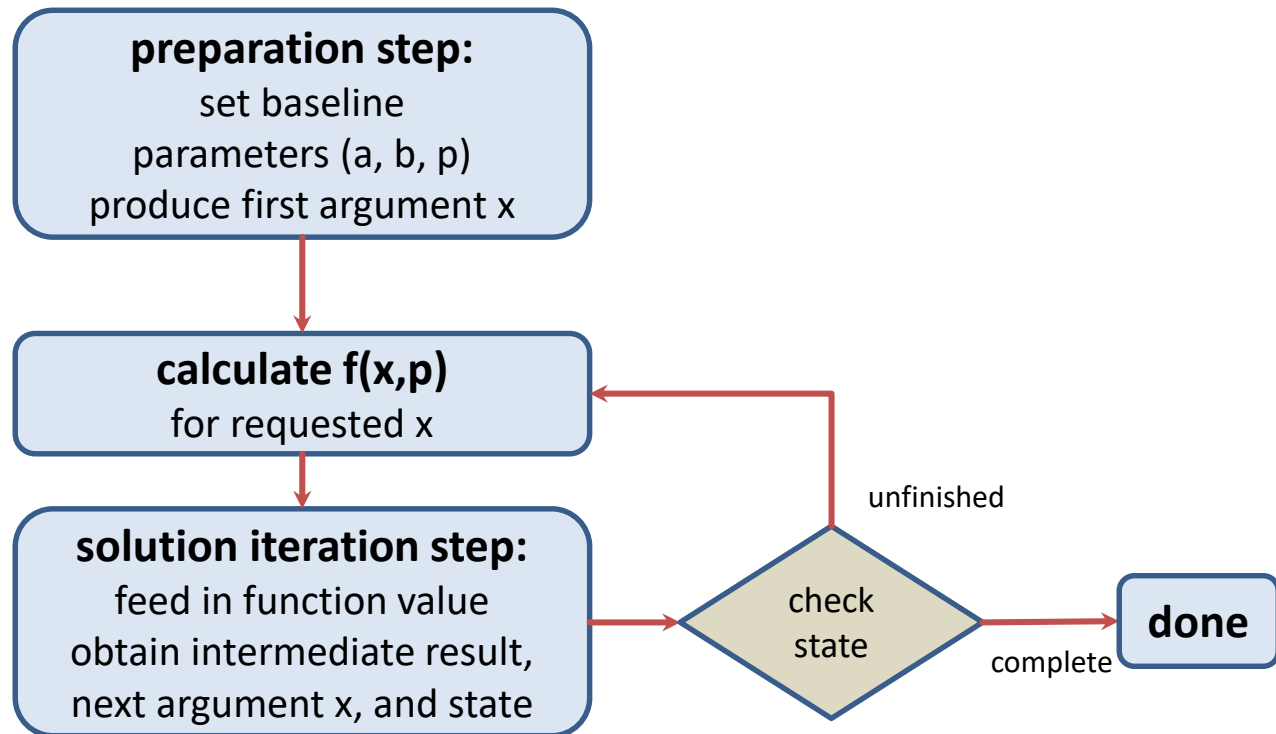 preparation step:
set baseline
parameters (a, b, p)
produce first argument x
calculate f(x,p)
for requested x
unfinished
solution iteration step:
feed in function value
obtain intermediate result,
next argument x, and state
check
state
complete
done